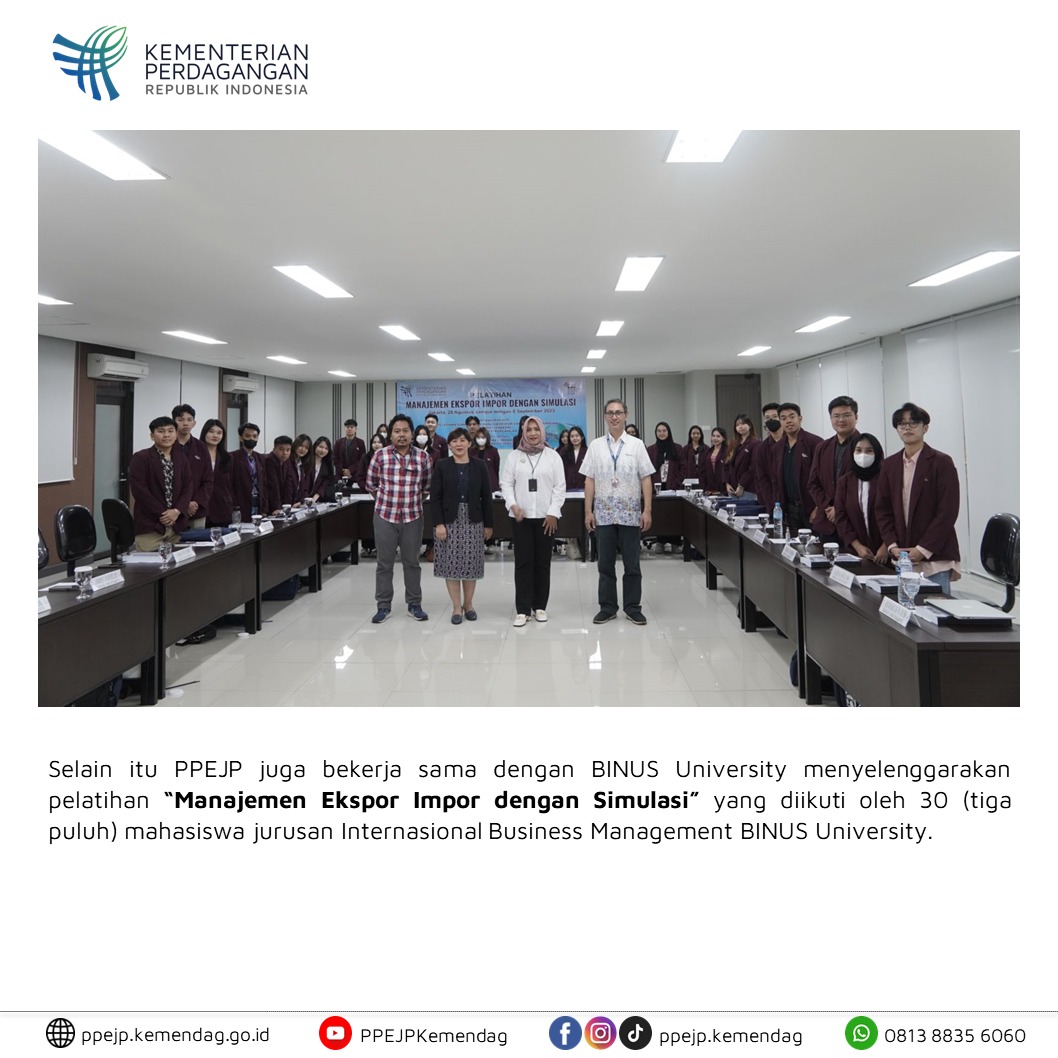 KEMENTERIAN
PERDAGANGAN
REPUBLIK INDONESIA
KEMENTERIAN
PERDAGANGAN
PELATIHAN
MANAJEMEN EKSPOR IMPOR DENGAN SIMULASI
Selain itu PPEJP juga bekerja sama dengan BINUS University menyelenggarakan
pelatihan “Manajemen Ekspor Impor dengan Simulasi” yang diikuti oleh 30 (tiga
puluh) mahasiswa jurusan Internasional Business Management BINUS University.
ppejp.kemendag.go.id
PPEJPKemendag
ppejp.kemendag
0813 8835 6060